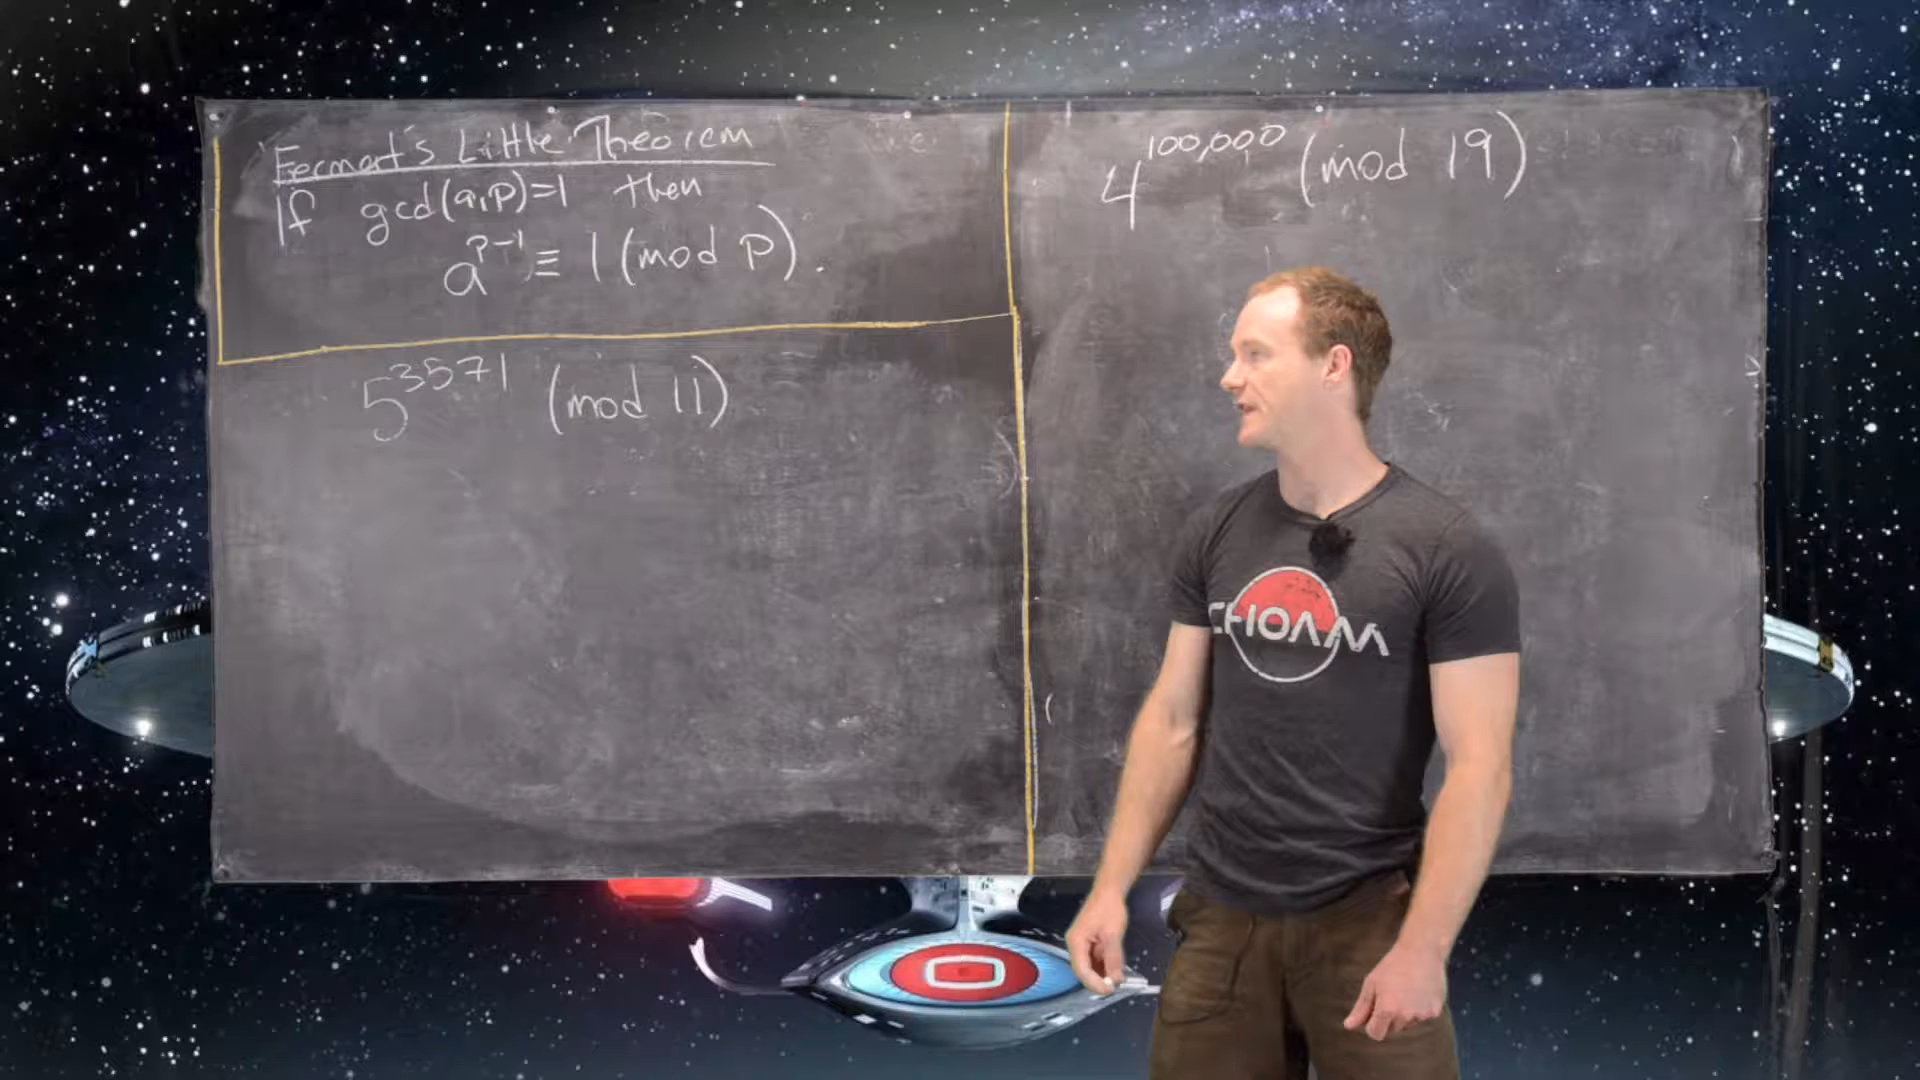 Fermat's Little Theorem
If gcd(a,p)=1 then
a^{p-1} ≡ 1 (mod p).
5^{3571} (mod 11)
4^{100,000} (mod 19)
CHOAM